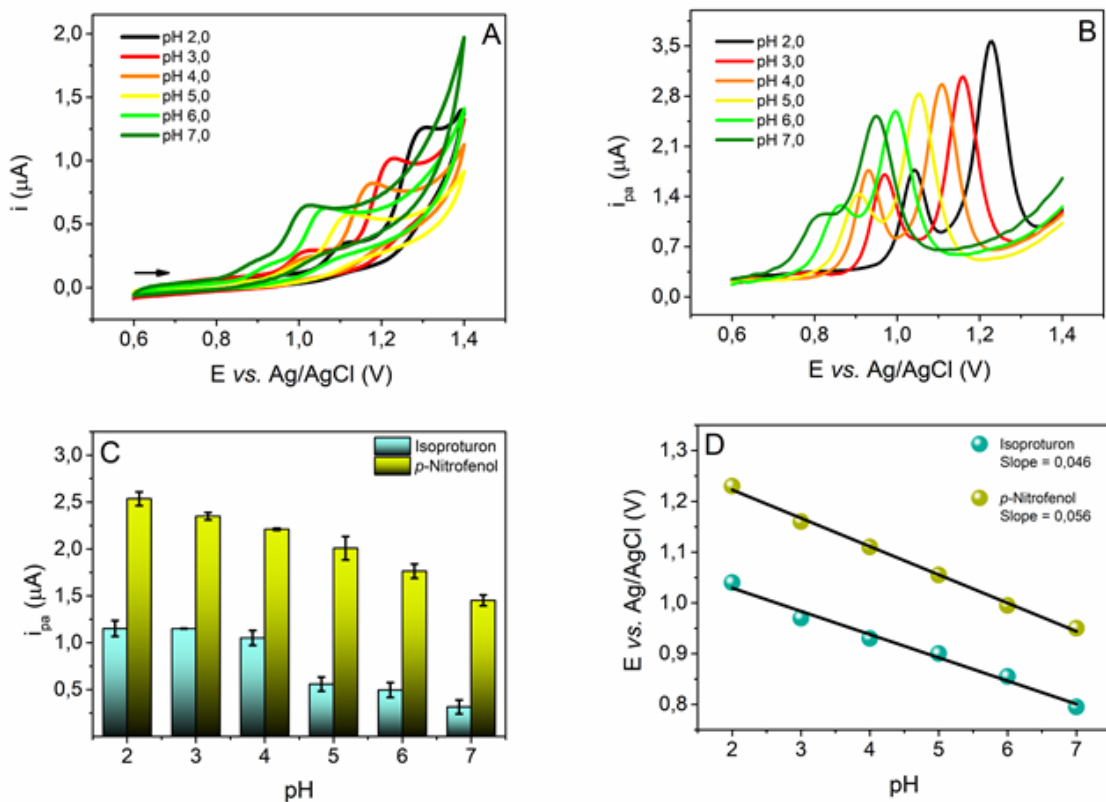 A
pH 2,0
pH 3,0
pH 4,0
pH 5,0
pH 6,0
pH 7,0
2,0
1,5
1,0
0,5
0,0
i (µA)
0,6 0,8 1,0 1,2 1,4
E vs. Ag/AgCl (V)
B
pH 2,0
pH 3,0
pH 4,0
pH 5,0
pH 6,0
pH 7,0
3,5
2,8
2,1
1,4
0,7
0,0
ipa (µA)
0,6 0,8 1,0 1,2 1,4
E vs. Ag/AgCl (V)
C
Isoproturon
p-Nitrofenol
3,0
2,5
2,0
1,5
1,0
0,5
ipa (µA)
2 3 4 5 6 7
pH
D
Isoproturon
Slope = 0,046
p-Nitrofenol
Slope = 0,056
1,3
1,2
1,1
1,0
0,9
0,8
E vs. Ag/AgCl (V)
2 3 4 5 6 7
pH